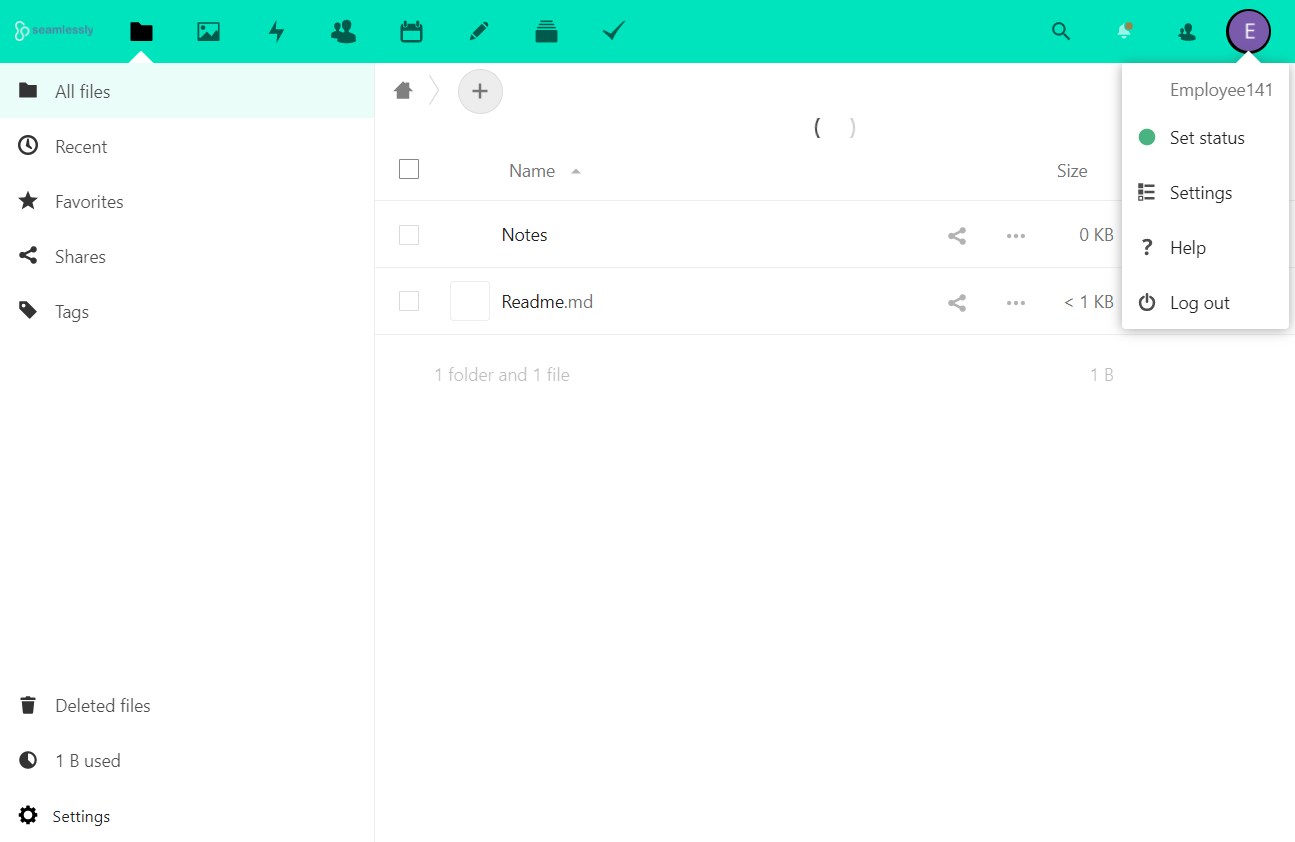 seamlessly
E
Employee141
Set status
Settings
Help
Log out
All files
Recent
Favorites
Shares
Tags
Deleted files
1 B used
Settings
Name
Size
Notes
0 KB
Readme.md
< 1 KB
1 folder and 1 file
1 B